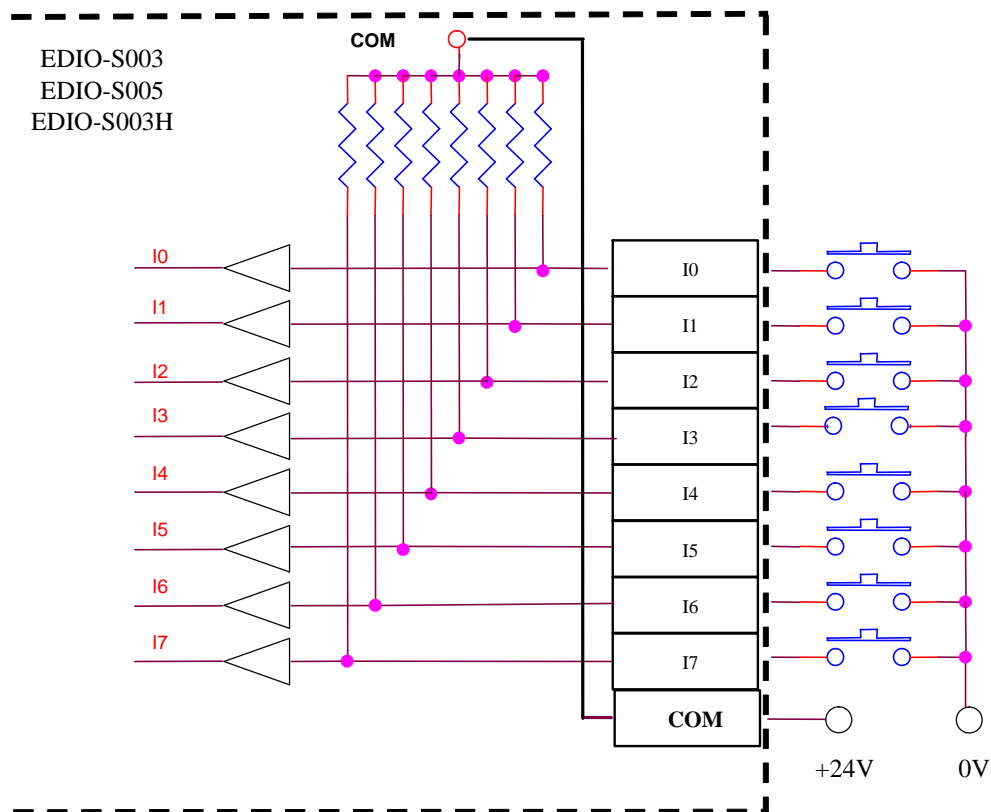 COM
EDIO-S003
EDIO-S005
EDIO-S003H
I0
I0
I1
I1
I2
I2
I3
I3
I4
I4
I5
I5
I6
I6
I7
I7
COM
+24V 0V